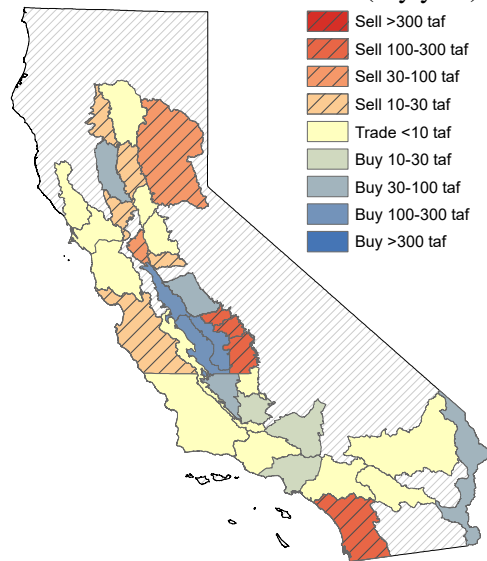 Sell >300 taf
Sell 100-300 taf
Sell 30-100 taf
Sell 10-30 taf
Trade <10 taf
Buy 10-30 taf
Buy 30-100 taf
Buy 100-300 taf
Buy >300 taf